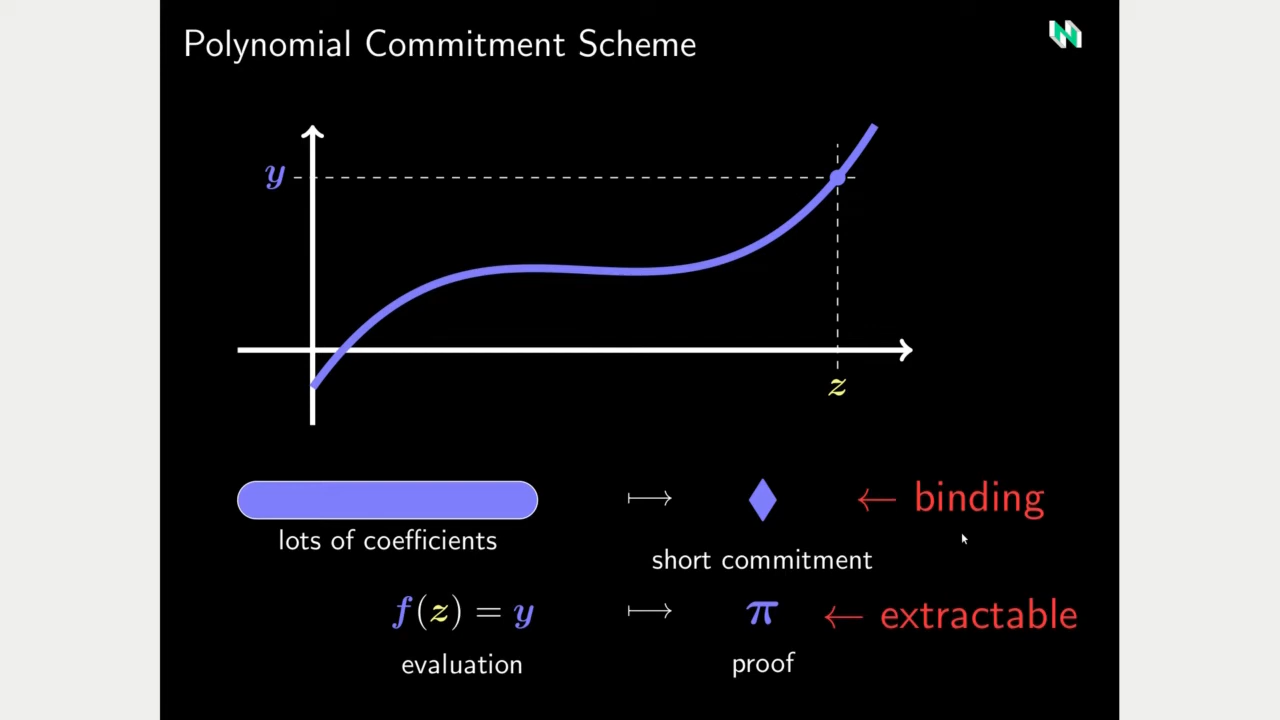 Polynomial Commitment Scheme
y
z
lots of coefficients
↦
short commitment
← binding
f(z) = y
evaluation
↦ π
proof
← extractable